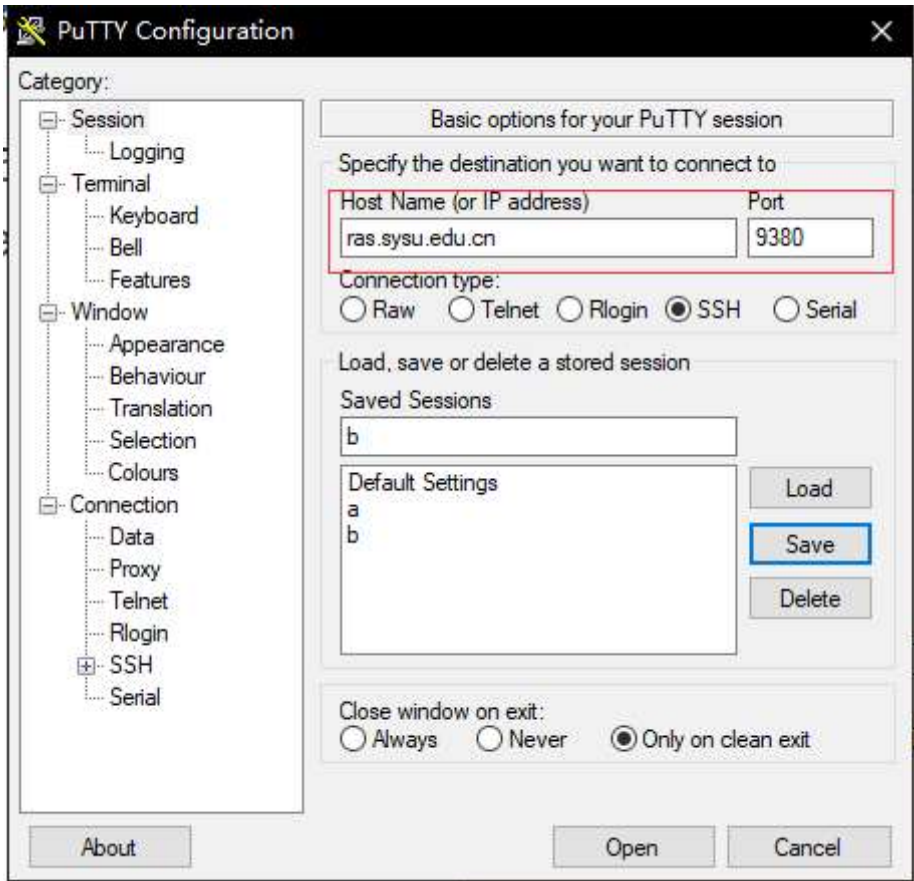 PuTTY Configuration
Category:
Session
Logging
Terminal
Keyboard
Bell
Features
Window
Appearance
Behaviour
Translation
Selection
Colours
Connection
Data
Proxy
Telnet
Rlogin
SSH
Serial
Basic options for your PuTTY session
Specify the destination you want to connect to
Host Name (or IP address) Port
ras.sysu.edu.cn 9380
Connection type:
Raw Telnet Rlogin SSH Serial
Load, save or delete a stored session
Saved Sessions
b
Default Settings
a
b
Load
Save
Delete
Close window on exit:
Always Never Only on clean exit
About Open Cancel